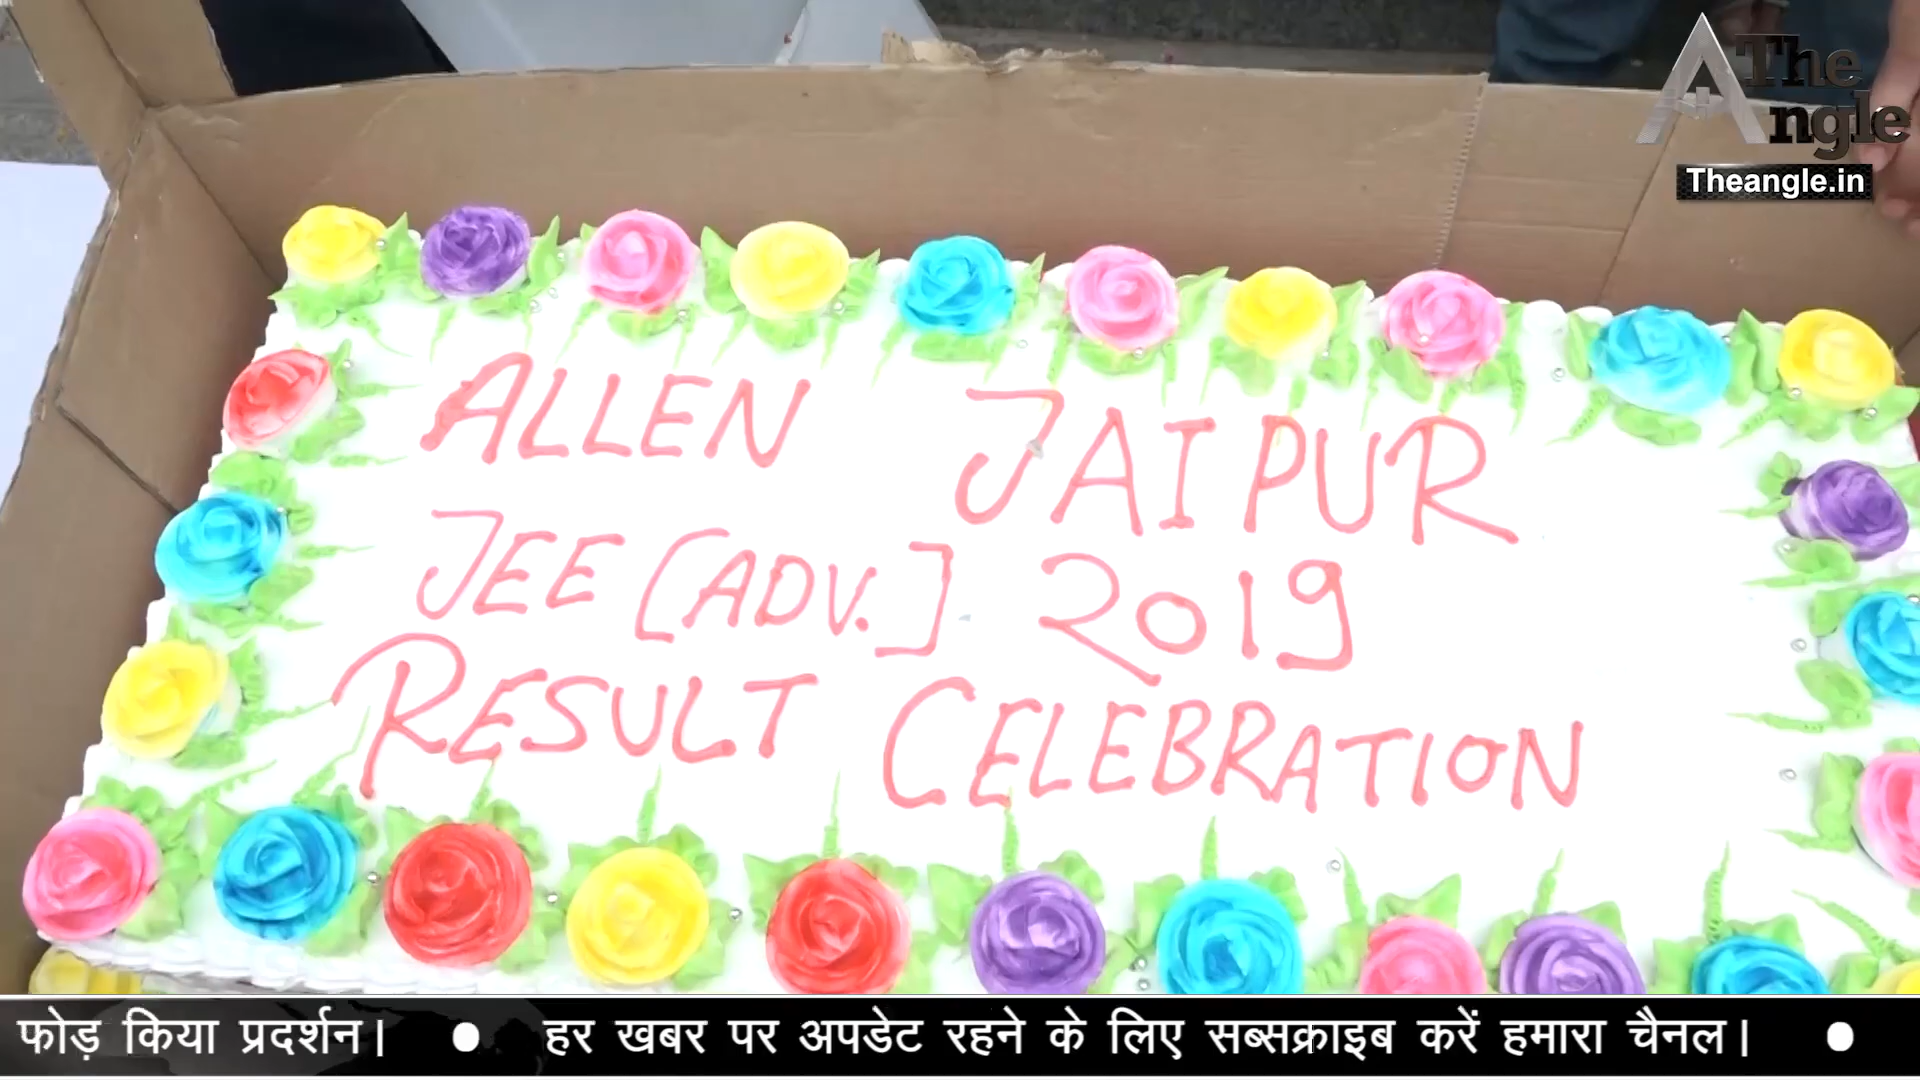 The
Angle
Theangle.in
ALLEN JAIPUR
JEE [ADV.] 2019
RESULT CELEBRATION
फोड़ किया प्रदर्शन। ● हर खबर पर अपडेट रहने के लिए सब्सक्राइब करें हमारा चैनल। ●